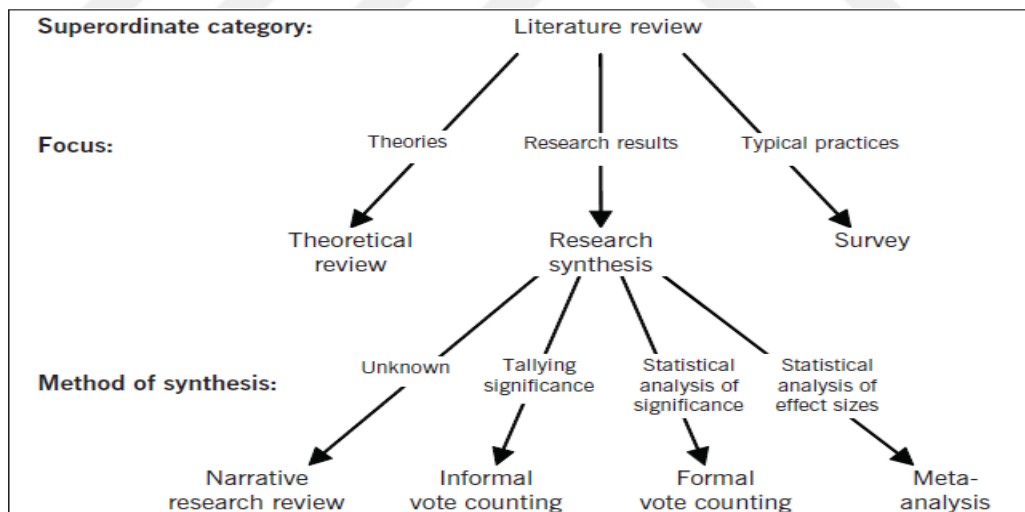 Superordinate category: Literature review
Focus: Theories Research results Typical practices
Theoretical review
Research synthesis
Survey
Method of synthesis:
Unknown
Tallying significance
Statistical analysis of significance
Statistical analysis of effect sizes
Narrative research review
Informal vote counting
Formal vote counting
Meta-analysis